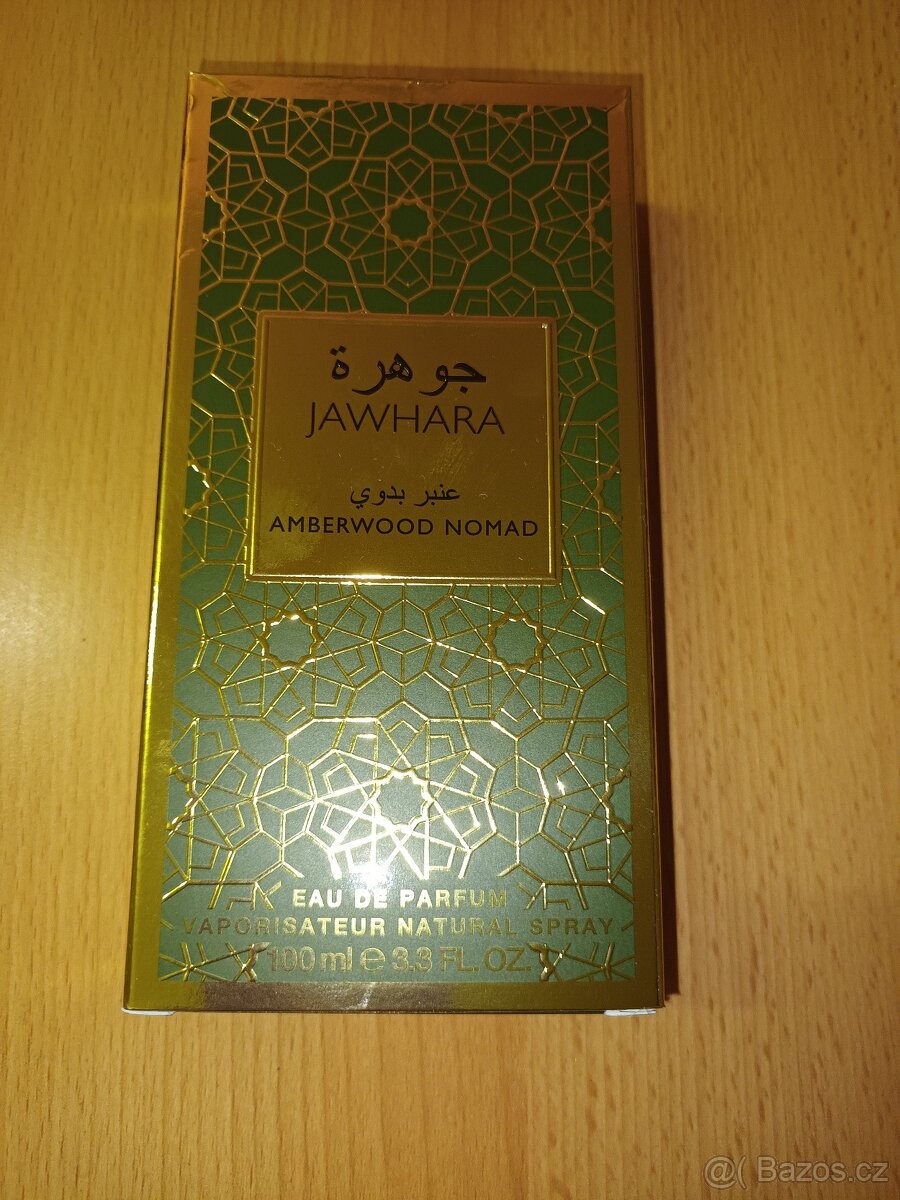 جوهرة
JAWHARA
عنبر بدوي
AMBERWOOD NOMAD
EAU DE PARFUM
VAPORISATEUR NATURAL SPRAY
100 ml e 3.3 FL. OZ.
@( Bazos.cz